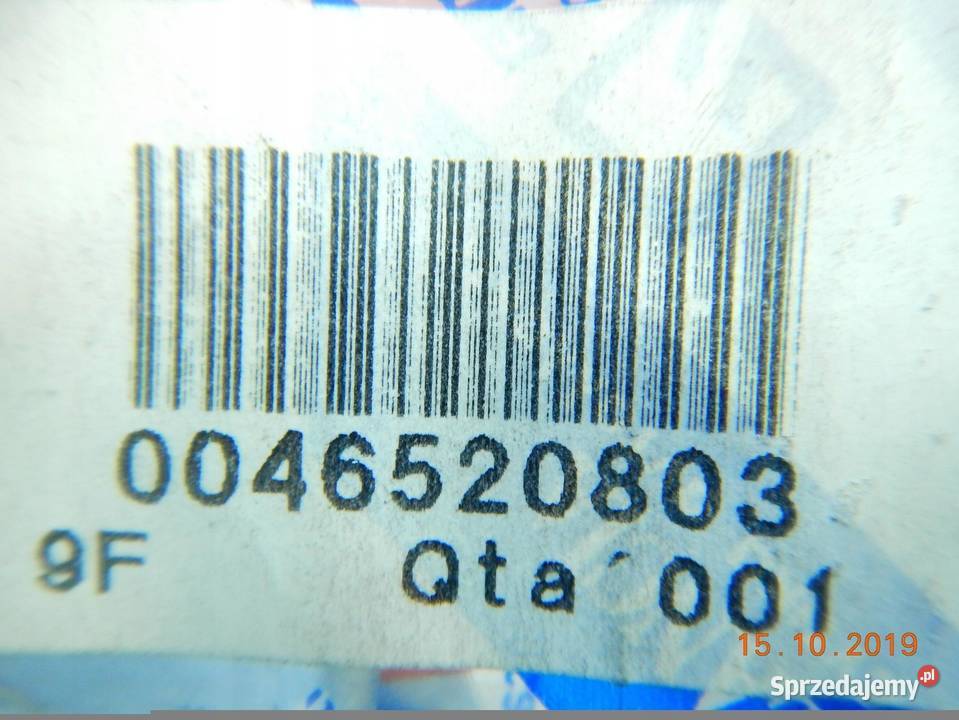 0046520803
9F Qta' 001
15.10.2019
Sprzedajemy.pl